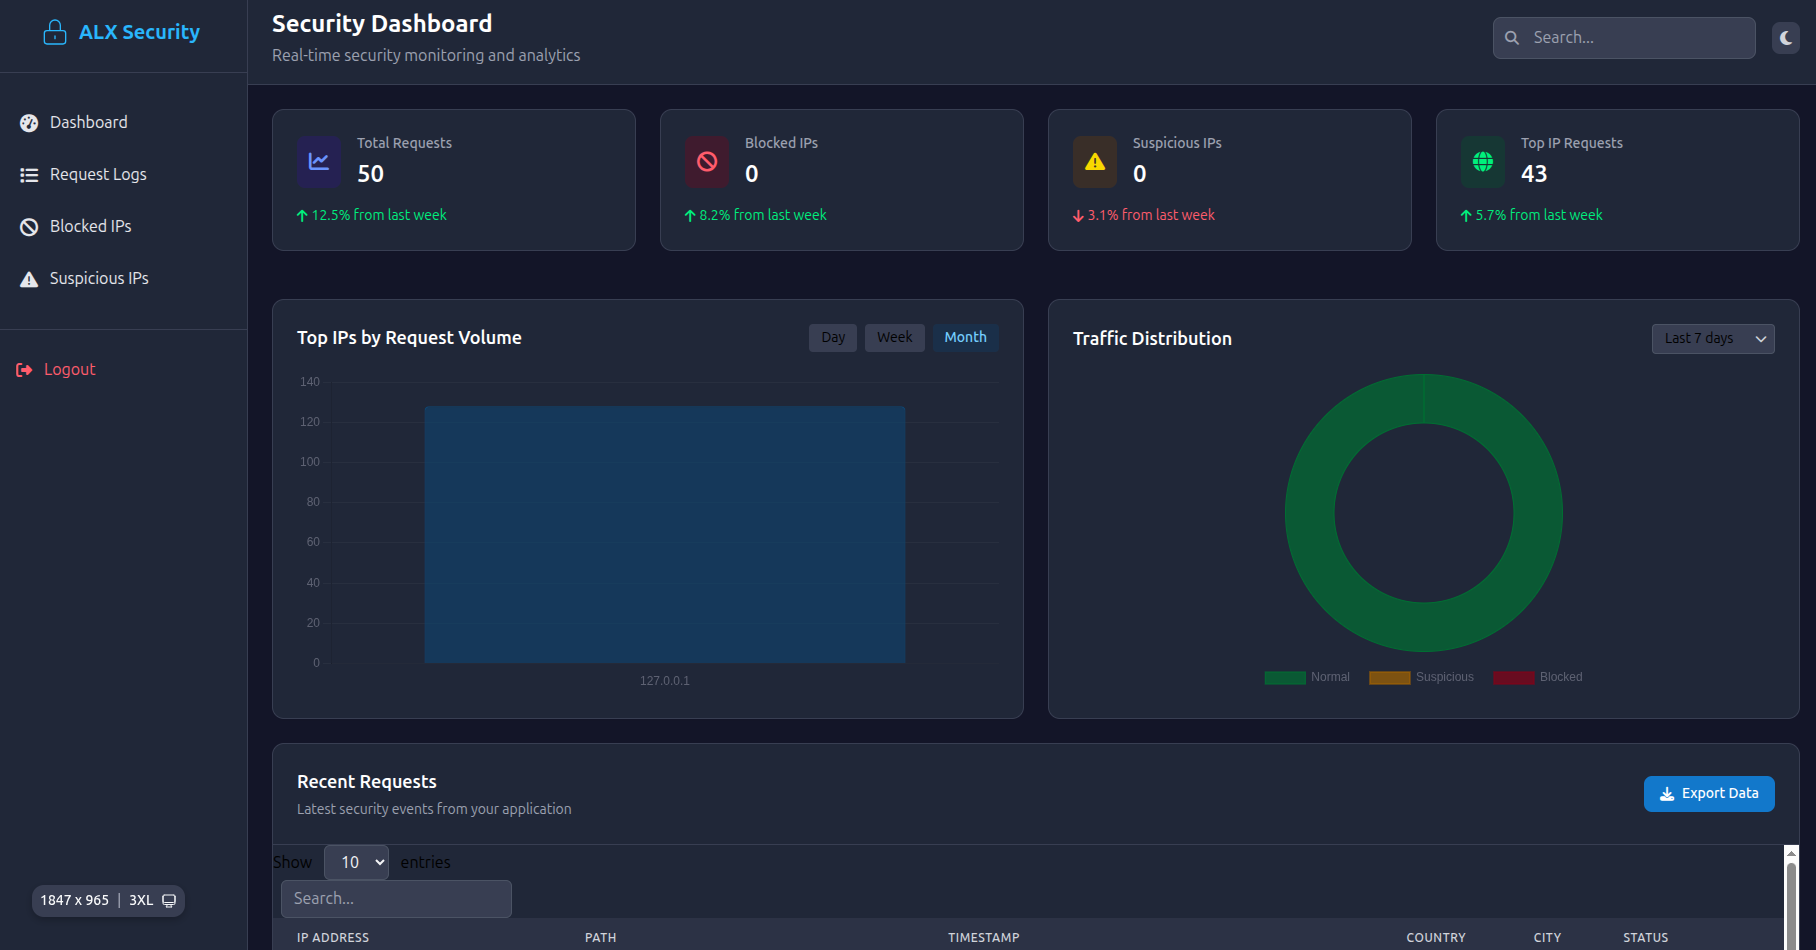 ALX Security
Dashboard
Request Logs
Blocked IPs
Suspicious IPs
Logout
1847 x 965 | 3XL
Security Dashboard
Real-time security monitoring and analytics
Search...
Total Requests
50
12.5% from last week
Blocked IPs
0
8.2% from last week
Suspicious IPs
0
3.1% from last week
Top IP Requests
43
5.7% from last week
Top IPs by Request Volume
Day Week Month
140
120
100
80
60
40
20
0
127.0.0.1
Traffic Distribution
Last 7 days
Normal Suspicious Blocked
Recent Requests
Latest security events from your application
Export Data
Show 10 entries
Search...
IP ADDRESS PATH TIMESTAMP COUNTRY CITY STATUS